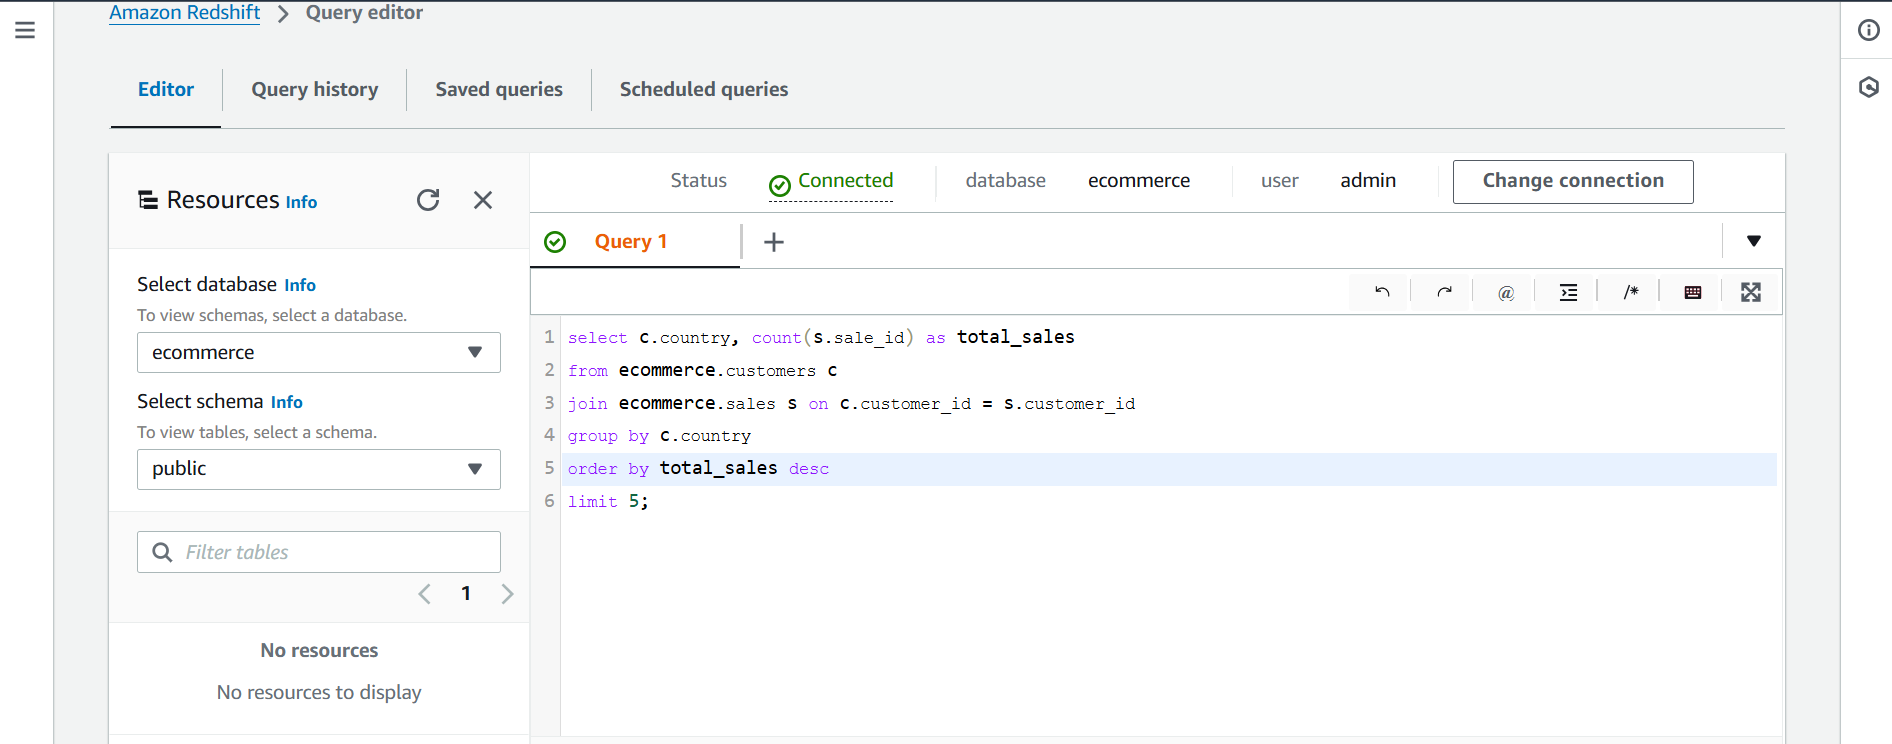 Amazon Redshift > Query editor
Editor
Query history
Saved queries
Scheduled queries
Resources Info
Status
Connected
database
ecommerce
user
admin
Change connection
Query 1
Select database Info
To view schemas, select a database.
ecommerce
Select schema Info
To view tables, select a schema.
public
Filter tables
1
No resources
No resources to display
@
/*
1 select c.country, count(s.sale_id) as total_sales
2 from ecommerce.customers c
3 join ecommerce.sales s on c.customer_id = s.customer_id
4 group by c.country
5 order by total_sales desc
6 limit 5;